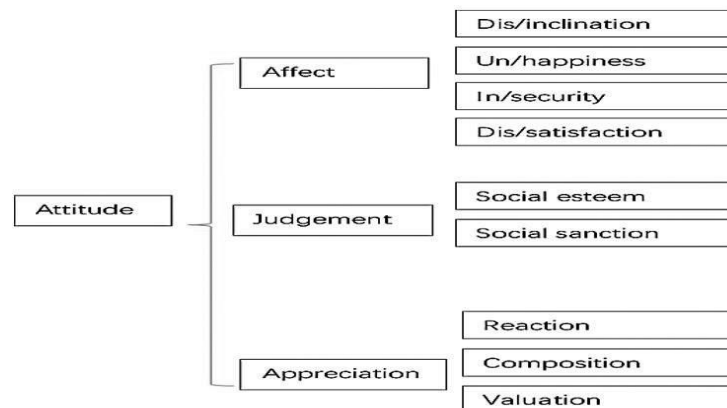 Dis/inclination
Affect
Un/happiness
In/security
Dis/satisfaction
Attitude
Judgement
Social esteem
Social sanction
Reaction
Appreciation
Composition
Valuation